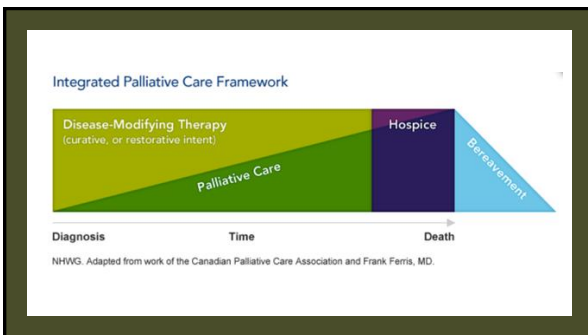 Integrated Palliative Care Framework
Disease-Modifying Therapy
(curative, or restorative intent)
Palliative Care
Hospice
Bereavement
Diagnosis Time Death
NHWG. Adapted from work of the Canadian Palliative Care Association and Frank Ferris, MD.